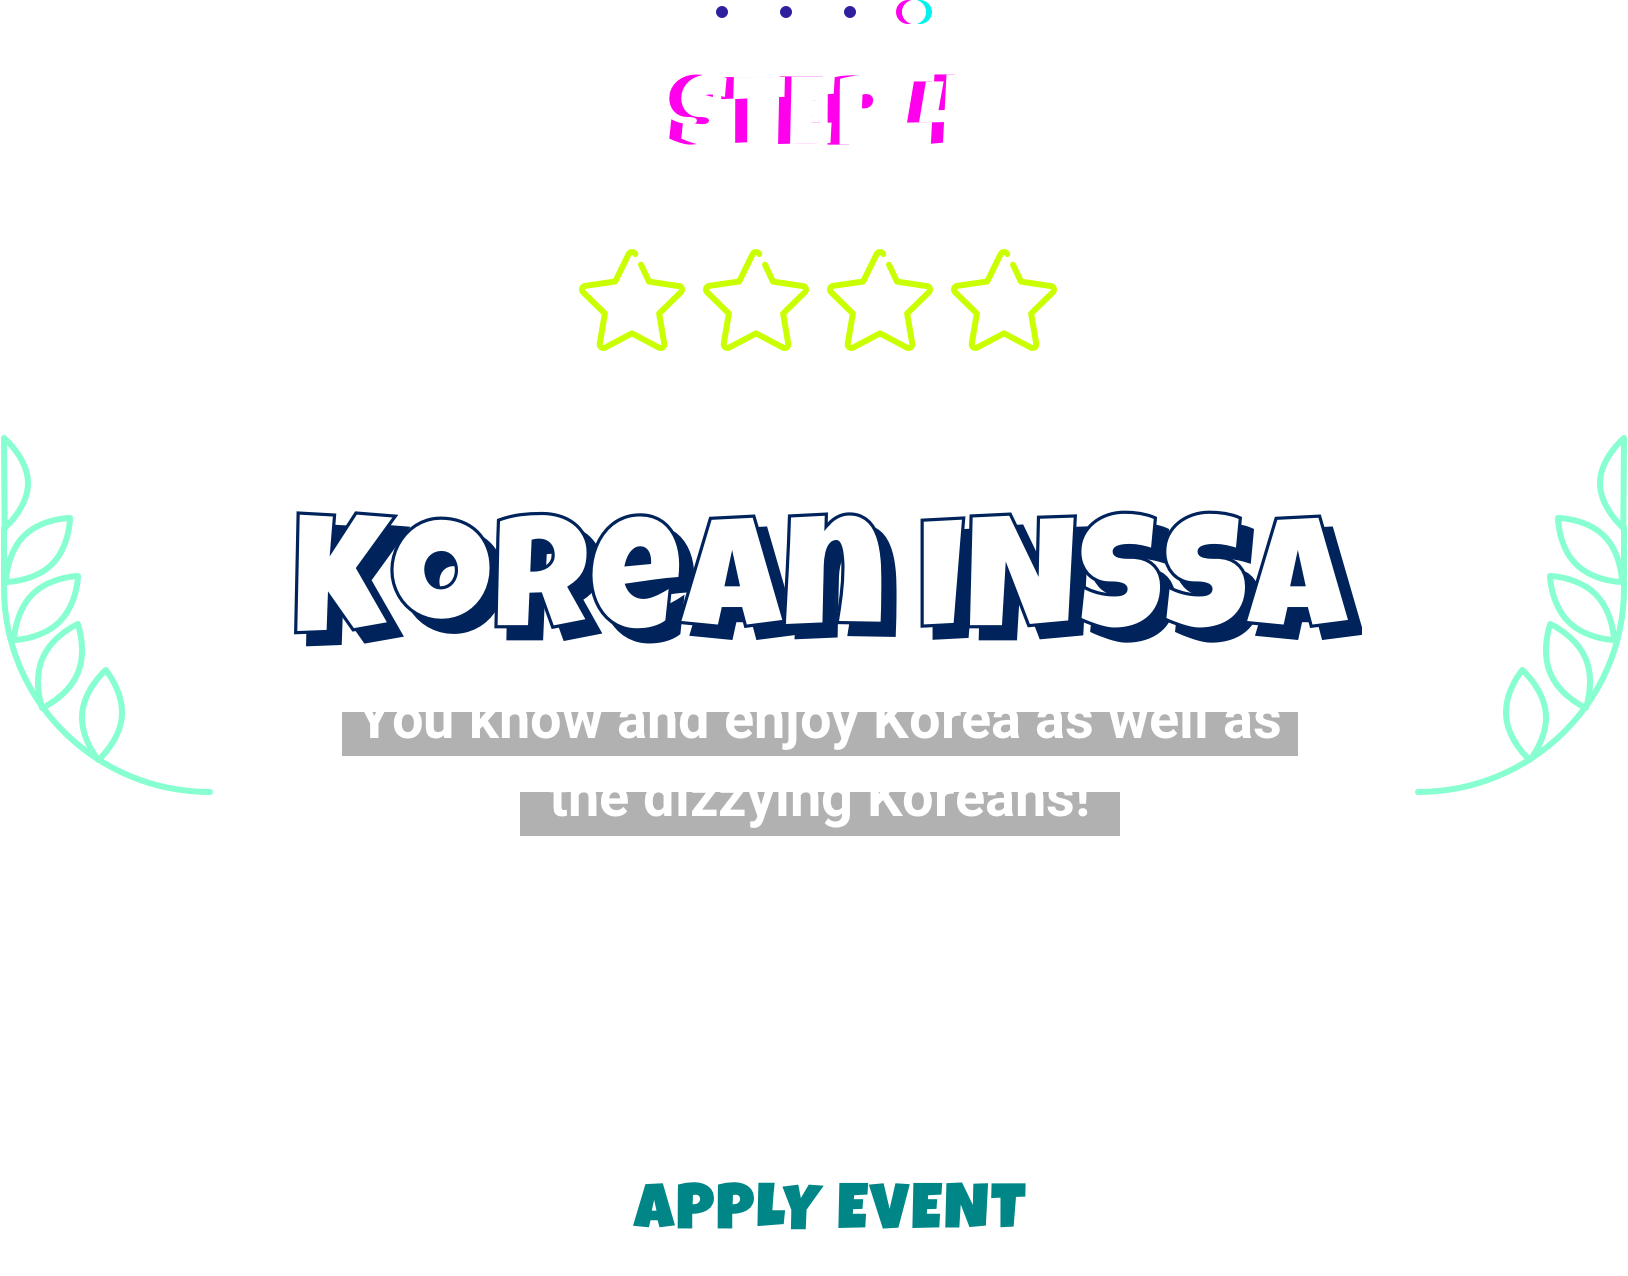 STEP 4
KOREAN INSSA
You know and enjoy Korea as well as
the dizzying Koreans!
APPLY EVENT